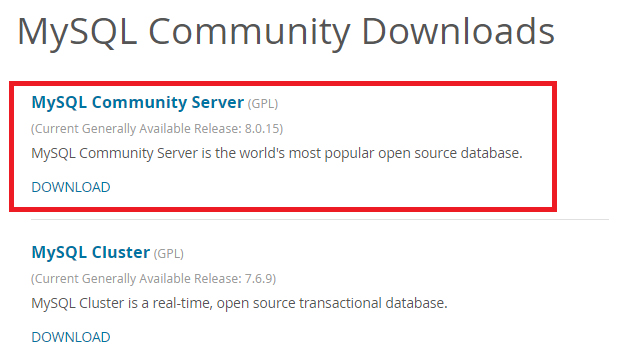 MySQL Community Downloads
MySQL Community Server (GPL)
(Current Generally Available Release: 8.0.15)
MySQL Community Server is the world's most popular open source database.
DOWNLOAD
MySQL Cluster (GPL)
(Current Generally Available Release: 7.6.9)
MySQL Cluster is a real-time, open source transactional database.
DOWNLOAD